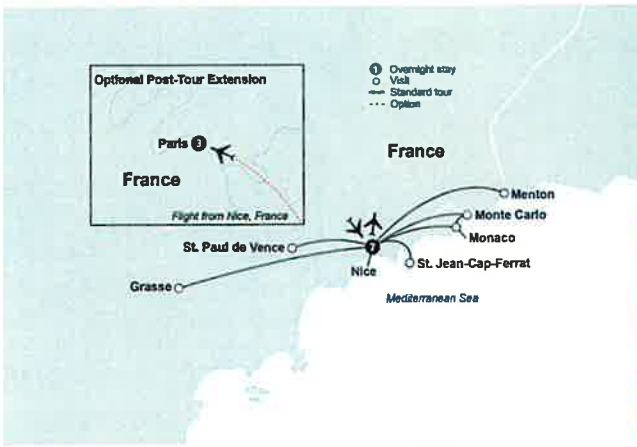 Optional Post-Tour Extension
Paris 3
France
Flight from Nice, France
1 Overnight stay
Visit
Standard tour
Option
France
Menton
Monte Carlo
Monaco
St. Paul de Vence
7
Nice
St. Jean-Cap-Ferrat
Grasse
Mediterranean Sea